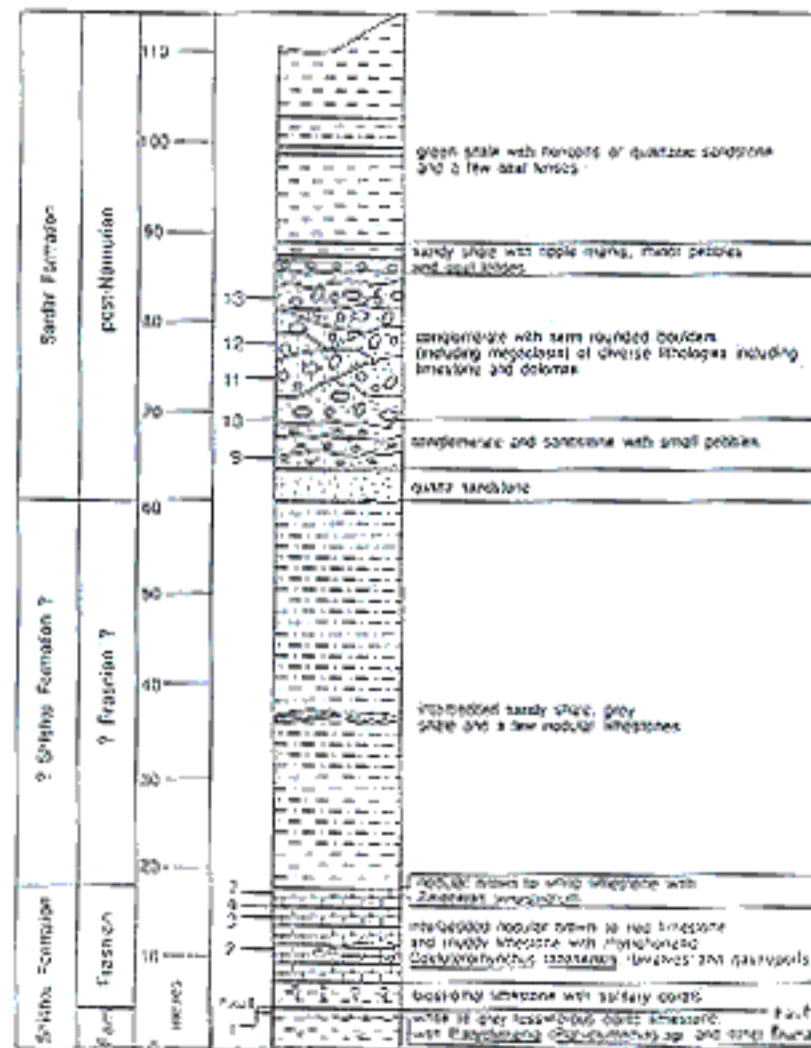 110
100
90
80
70
60
50
40
30
20
10
metres
Sardar Formation
post-Namurian
? Shishtu Formation ?
? Frasnian ?
Shishtu Formation
Frasnian
13
12
11
10
9
2
1
green shale with horizons of quartzose sandstone
and a few coal lenses
sandy shale with ripple marks, minor pebbles
and coal lenses
conglomerate with semi rounded boulders
(including megaclasts) of diverse lithologies including
limestone and dolomite
conglomerate and sandstone with small pebbles
quartz sandstone
interbedded sandy shale, grey
shale and a few nodular limestones
nodular brown to white limestone with
interbedded nodular brown to red limestone
and muddy limestone with
and gastropods
limestone with solitary corals
Fault
white to grey limestone,
with sp. and other